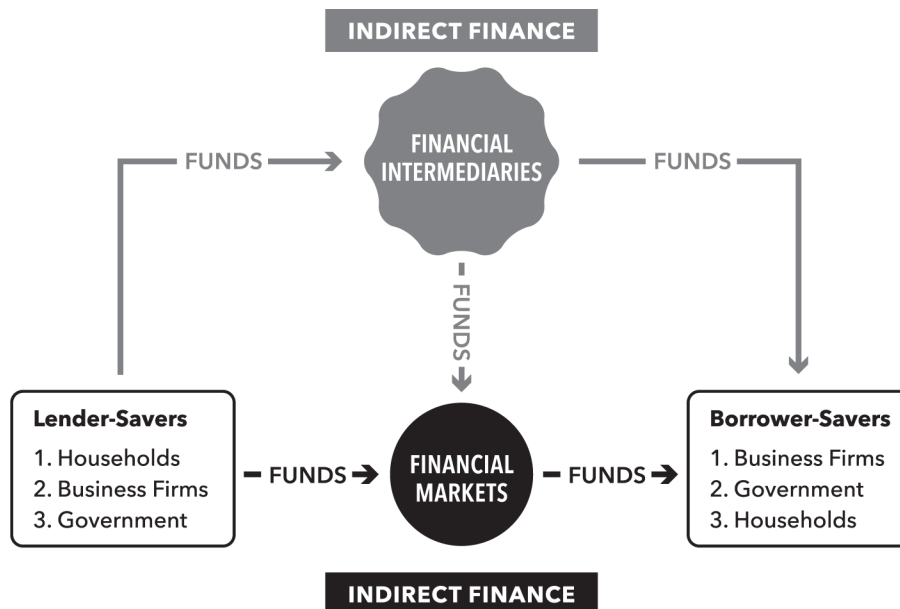 INDIRECT FINANCE
FINANCIAL
INTERMEDIARIES
FUNDS
FUNDS
FUNDS
Lender-Savers
1. Households
2. Business Firms
3. Government
FUNDS
FINANCIAL
MARKETS
FUNDS
Borrower-Savers
1. Business Firms
2. Government
3. Households
INDIRECT FINANCE